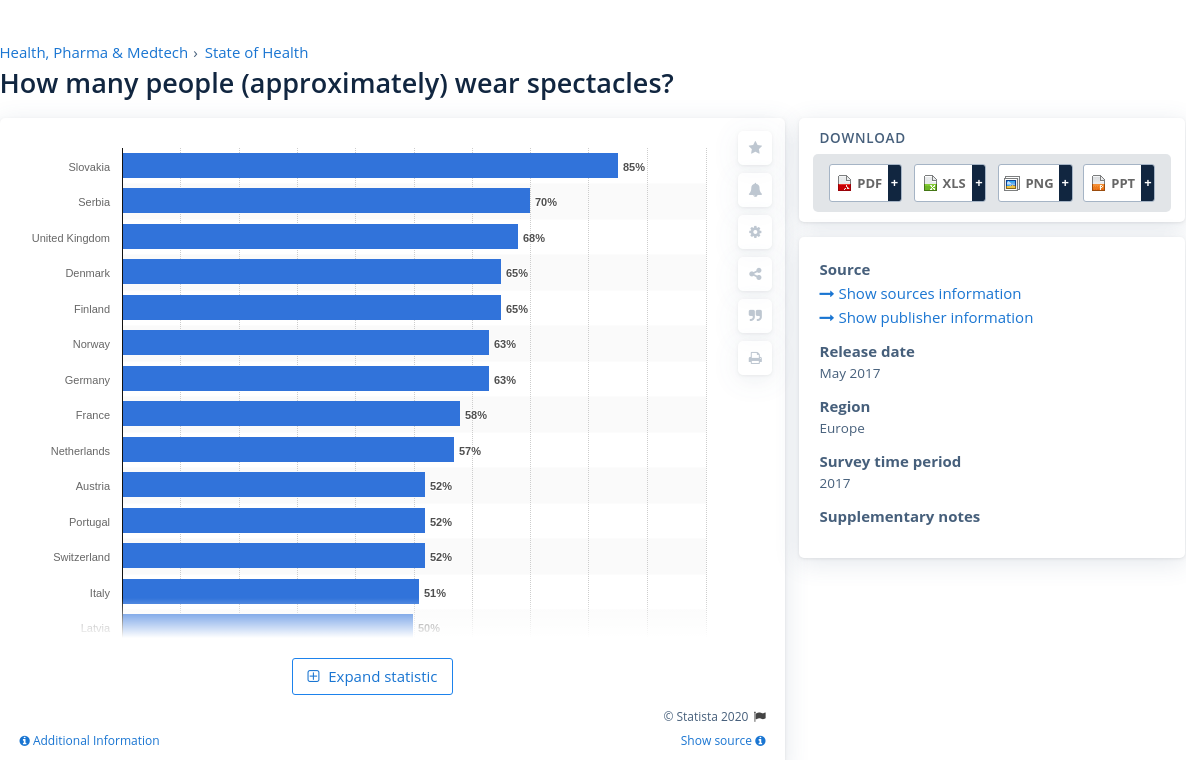 Health, Pharma & Medtech › State of Health
How many people (approximately) wear spectacles?
Slovakia 85%
Serbia 70%
United Kingdom 68%
Denmark 65%
Finland 65%
Norway 63%
Germany 63%
France 58%
Netherlands 57%
Austria 52%
Portugal 52%
Switzerland 52%
Italy 51%
Latvia 50%
Expand statistic
© Statista 2020
Additional Information Show source
DOWNLOAD
PDF + XLS + PNG + PPT +
Source
Show sources information
Show publisher information
Release date
May 2017
Region
Europe
Survey time period
2017
Supplementary notes